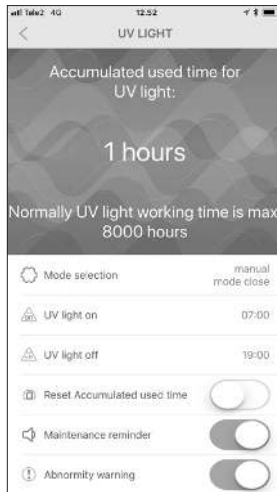 Tele2 4G 12.52
UV LIGHT
Accumulated used time for
UV light:
1 hours
Normally UV light working time is max
8000 hours
Mode selection manual
mode close
UV light on 07:00
UV light off 19:00
Reset Accumulated used time
Maintenance reminder
Abnormity warning